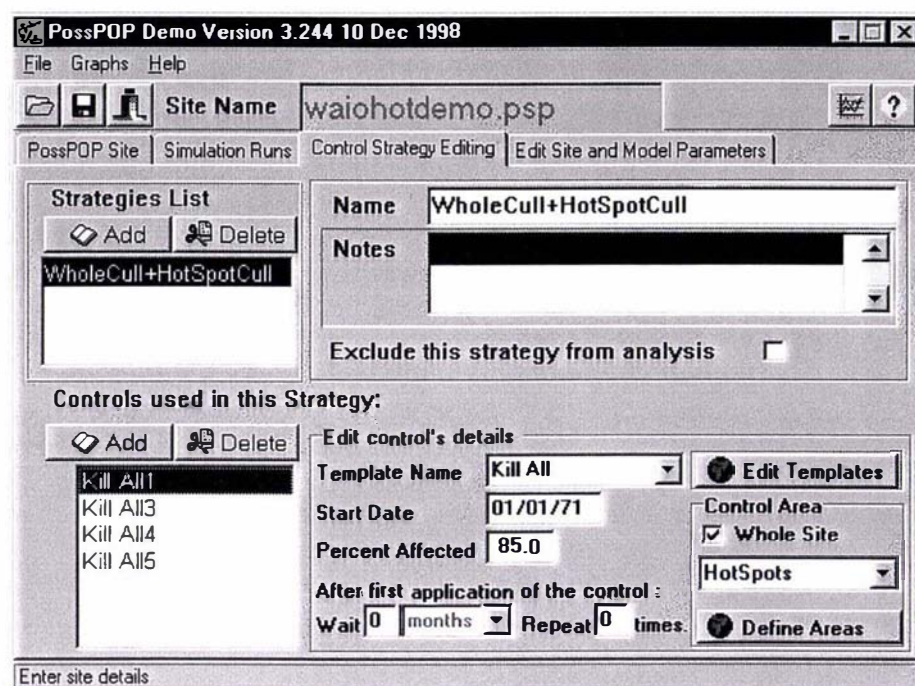 PossPOP Demo Version 3.244 10 Dec 1998
File Graphs Help
Site Name waiohotdemo.psp ?
PossPOP Site Simulation Runs Control Strategy Editing Edit Site and Model Parameters
Strategies List
Add Delete
WholeCull+HotSpotCull
Name WholeCull+HotSpotCull
Notes
Exclude this strategy from analysis
Controls used in this Strategy:
Add Delete
Kill All1
Kill All3
Kill All4
Kill All5
Edit control's details
Template Name Kill All
Start Date 01/01/71
Percent Affected 85.0
After first application of the control :
Wait 0 months Repeat 0 times.
Edit Templates
Control Area
Whole Site
HotSpots
Define Areas
Enter site details